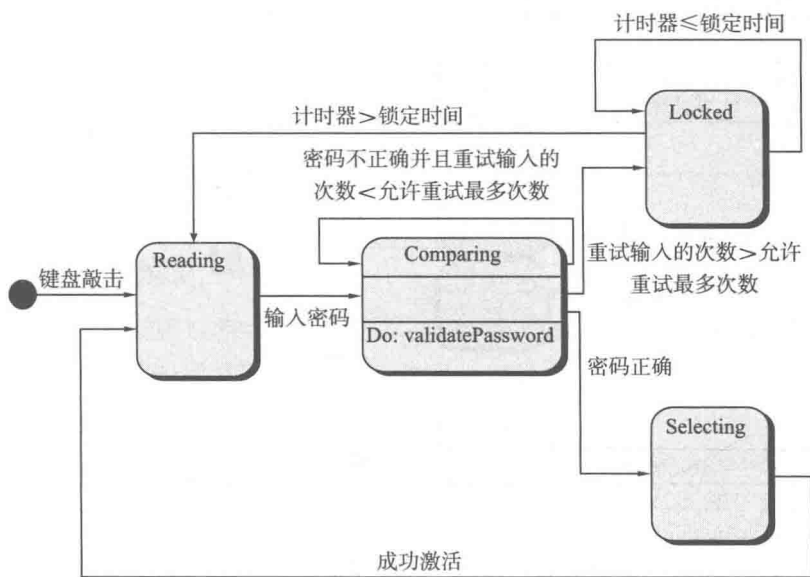 计时器≤锁定时间
Locked
计时器>锁定时间
密码不正确并且重试输入的
次数<允许重试最多次数
Reading
Comparing
重试输入的次数>允许
重试最多次数
键盘敲击
输入密码
Do: validatePassword
密码正确
Selecting
成功激活